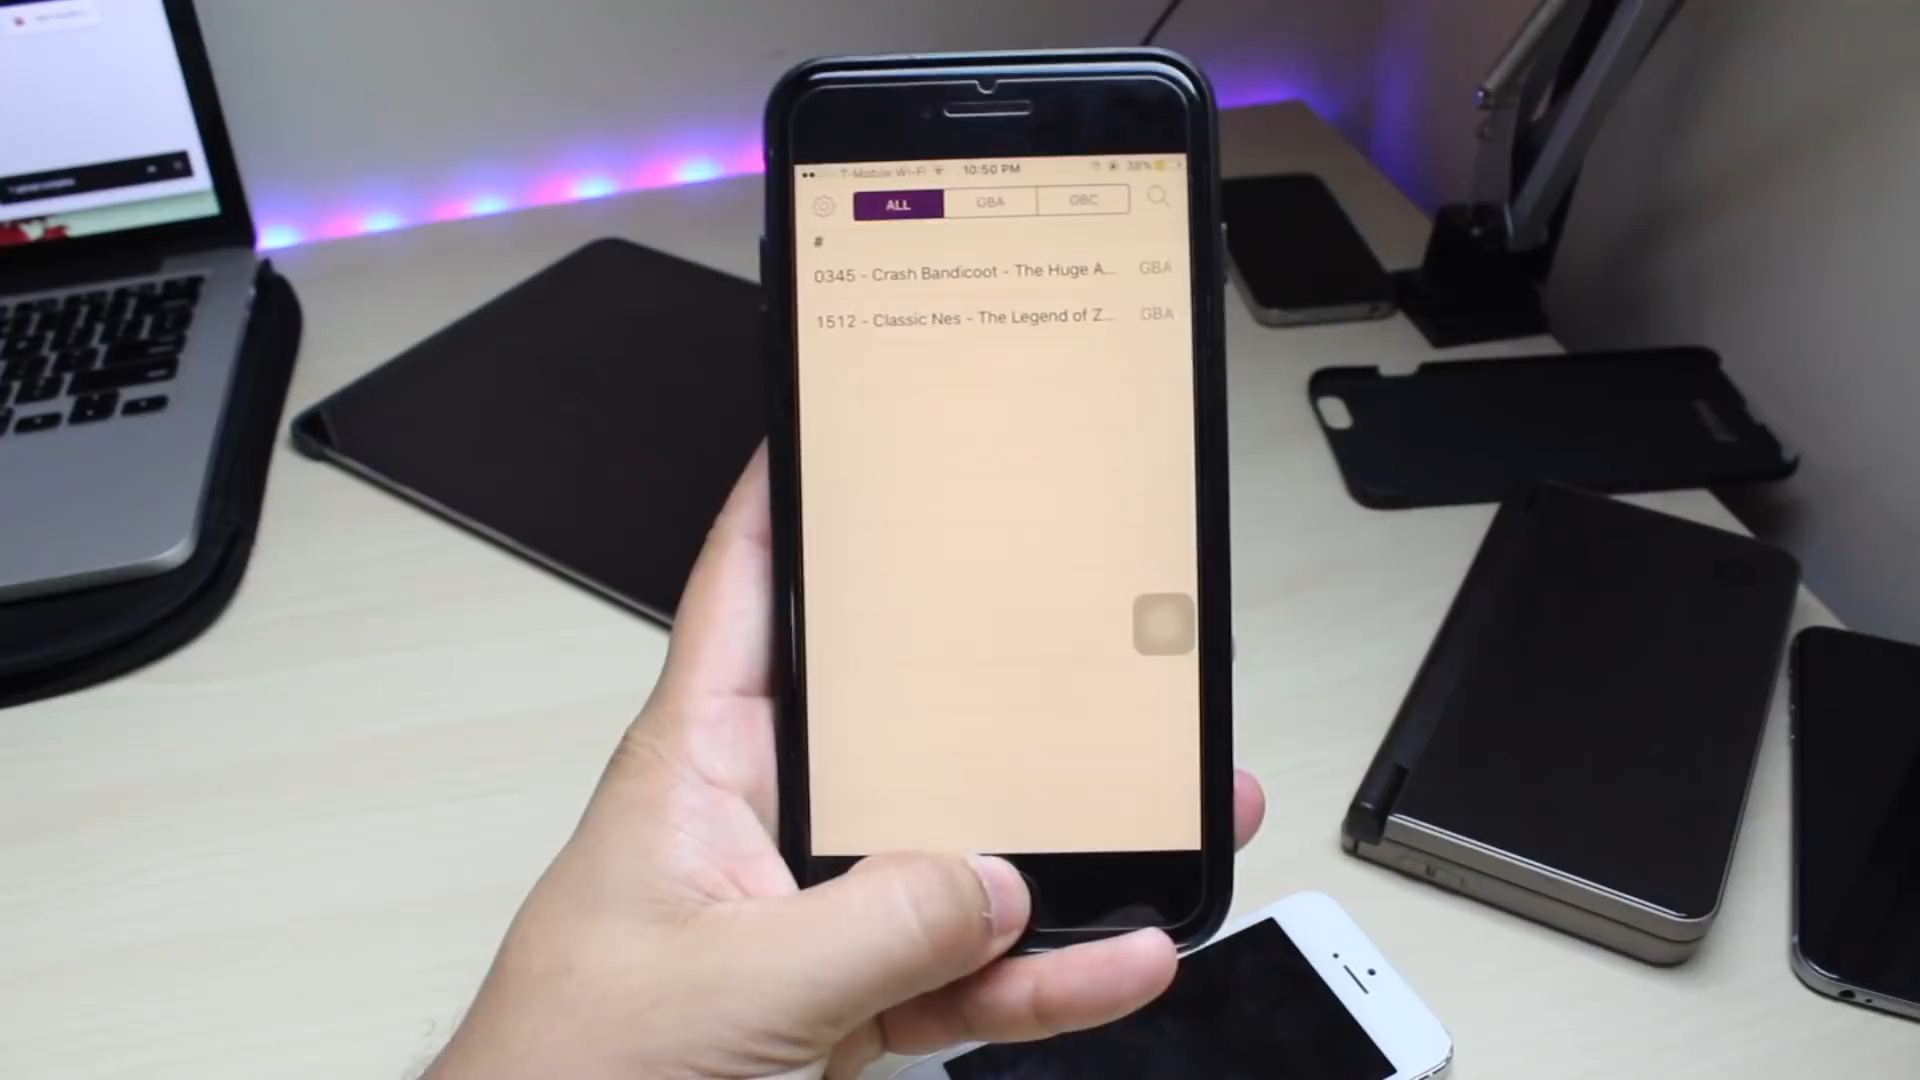 T-Mobile Wi-Fi 10:50 PM 38%
ALL GBA GBC
#
0345 - Crash Bandicoot - The Huge A... GBA
1512 - Classic Nes - The Legend of Z... GBA